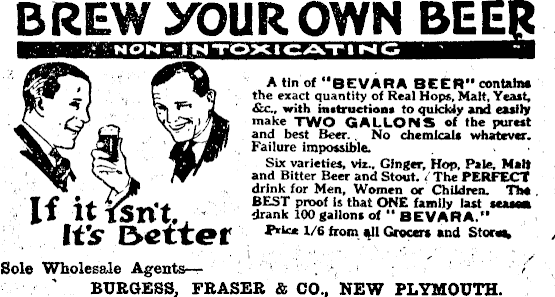 BREW YOUR OWN BEER
NON-INTOXICATING
A tin of "BEVARA BEER" contains
the exact quantity of Real Hops, Malt, Yeast,
&c., with instructions to quickly and easily
make TWO GALLONS of the purest
and best Beer. No chemicals whatever.
Failure impossible.
Six varieties, viz., Ginger, Hop, Pale, Malt
and Bitter Beer and Stout. The PERFECT
drink for Men, Women or Children. The
BEST proof is that ONE family last season
drank 100 gallons of "BEVARA."
Price 1/6 from all Grocers and Stores.
If it isn't,
It's Better
Sole Wholesale Agents—
BURGESS, FRASER & CO., NEW PLYMOUTH.